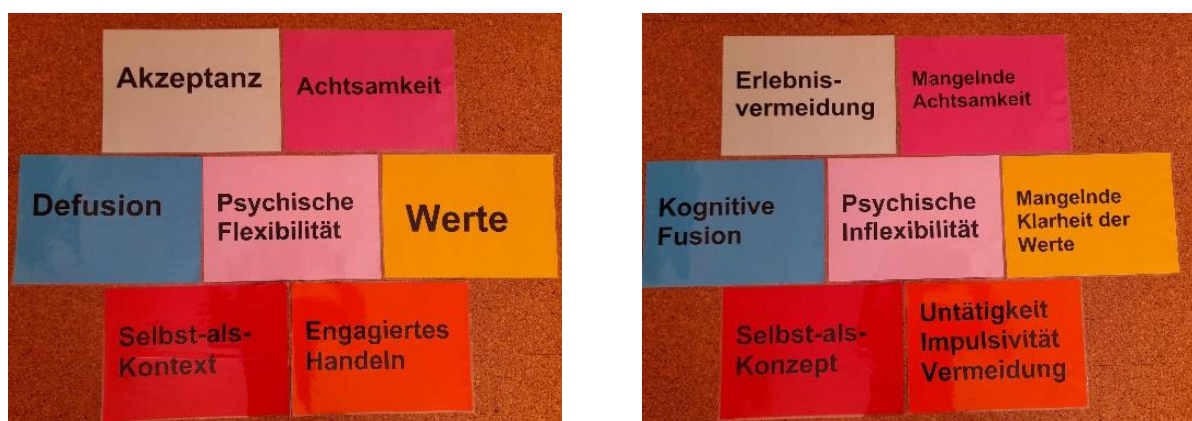 Akzeptanz
Achtsamkeit
Defusion
Psychische
Flexibilität
Werte
Selbst-als-
Kontext
Engagiertes
Handeln
Erlebnis-
vermeidung
Mangelnde
Achtsamkeit
Kognitive
Fusion
Psychische
Inflexibilität
Mangelnde
Klarheit der
Werte
Selbst-als-
Konzept
Untätigkeit
Impulsivität
Vermeidung